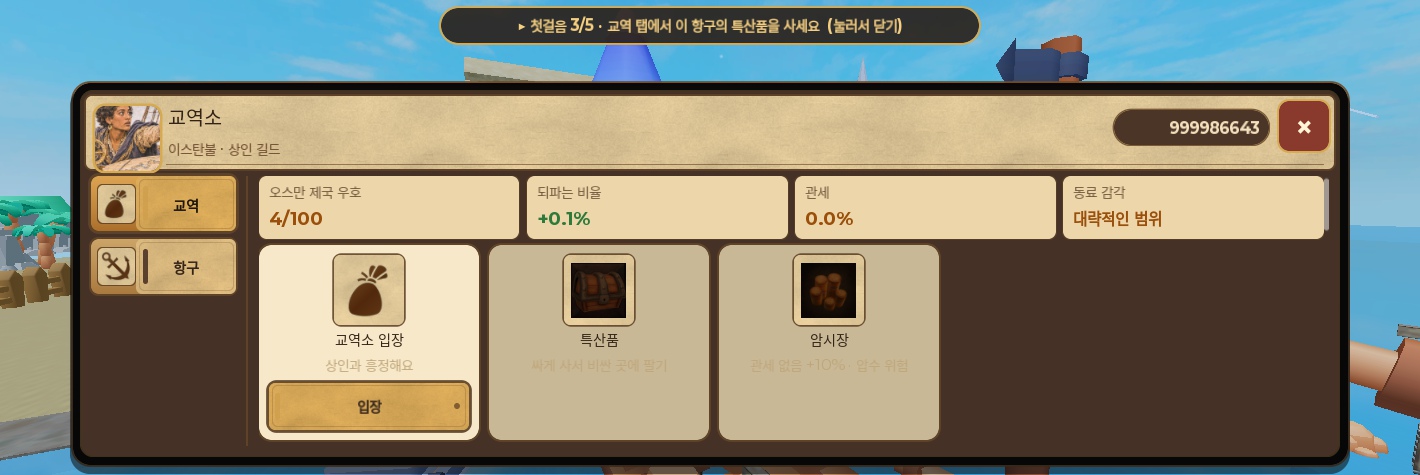 ▸ 첫걸음 3/5 · 교역 탭에서 이 항구의 특산품을 사세요 (눌러서 닫기)
교역소
이스탄불 · 상인 길드
999986643
×
교역
항구
오스만 제국 우호
4/100
되파는 비율
+0.1%
관세
0.0%
동료 감각
대략적인 범위
교역소 입장
상인과 흥정해요
입장
특산품
싸게 사서 비싼 곳에 팔기
암시장
관세 없음 +10% · 압수 위험